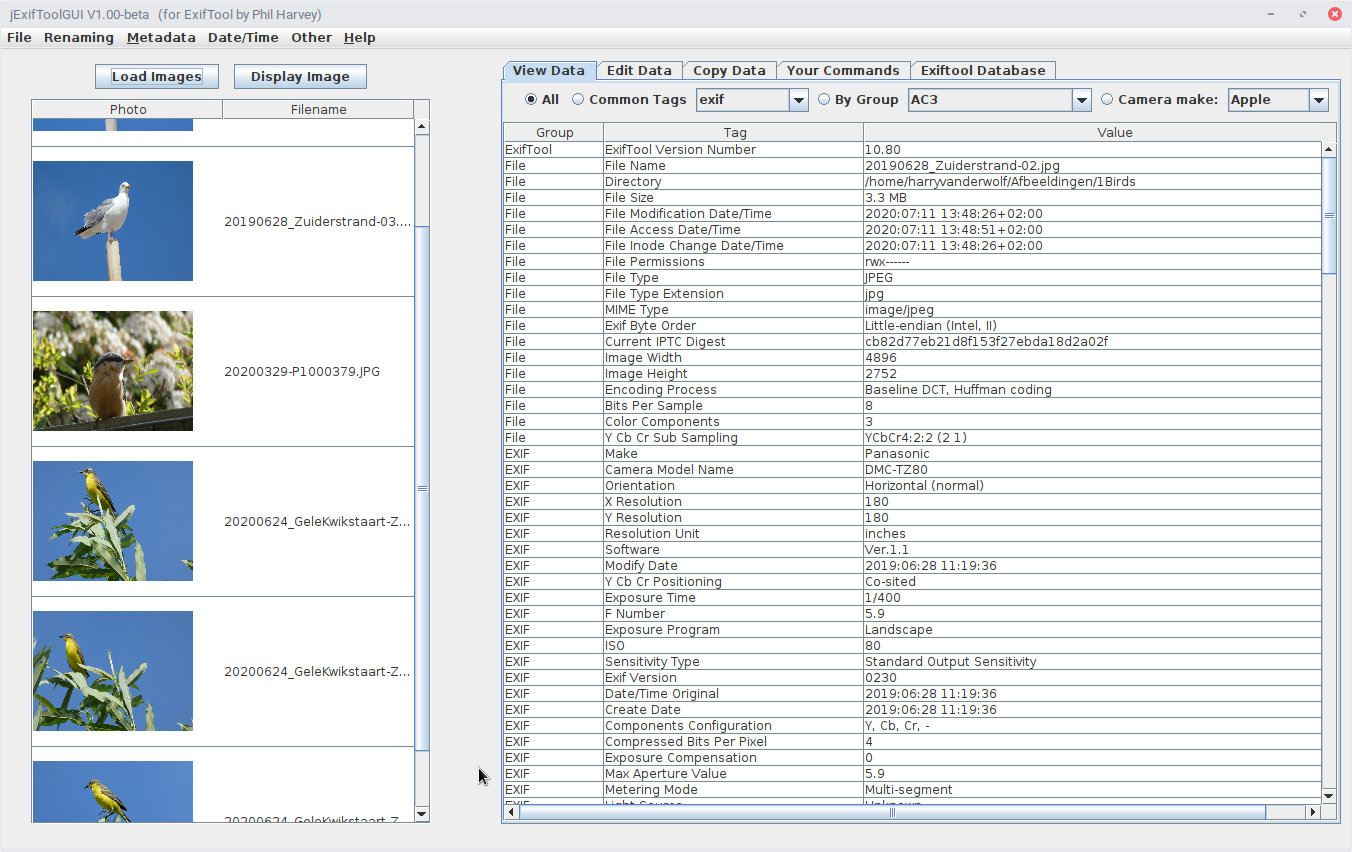 jExifToolGUI V1.00-beta (for ExifTool by Phil Harvey)
File Renaming Metadata Date/Time Other Help
Load Images Display Image
Photo Filename
20190628_Zuiderstrand-03....
20200329-P1000379.JPG
20200624_GeleKwikstaart-Z...
20200624_GeleKwikstaart-Z...
20200624_GeleKwikstaart-Z
View Data Edit Data Copy Data Your Commands Exiftool Database
All Common Tags exif By Group AC3 Camera make: Apple
Group Tag Value
ExifTool ExifTool Version Number 10.80
File File Name 20190628_Zuiderstrand-02.jpg
File Directory /home/harryvanderwolf/Afbeeldingen/1Birds
File File Size 3.3 MB
File File Modification Date/Time 2020:07:11 13:48:26+02:00
File File Access Date/Time 2020:07:11 13:48:51+02:00
File File Inode Change Date/Time 2020:07:11 13:48:26+02:00
File File Permissions rwx------
File File Type JPEG
File File Type Extension jpg
File MIME Type image/jpeg
File Exif Byte Order Little-endian (Intel, II)
File Current IPTC Digest cb82d77eb21d8f153f27ebda18d2a02f
File Image Width 4896
File Image Height 2752
File Encoding Process Baseline DCT, Huffman coding
File Bits Per Sample 8
File Color Components 3
File Y Cb Cr Sub Sampling YCbCr4:2:2 (2 1)
EXIF Make Panasonic
EXIF Camera Model Name DMC-TZ80
EXIF Orientation Horizontal (normal)
EXIF X Resolution 180
EXIF Y Resolution 180
EXIF Resolution Unit inches
EXIF Software Ver.1.1
EXIF Modify Date 2019:06:28 11:19:36
EXIF Y Cb Cr Positioning Co-sited
EXIF Exposure Time 1/400
EXIF F Number 5.9
EXIF Exposure Program Landscape
EXIF ISO 80
EXIF Sensitivity Type Standard Output Sensitivity
EXIF Exif Version 0230
EXIF Date/Time Original 2019:06:28 11:19:36
EXIF Create Date 2019:06:28 11:19:36
EXIF Components Configuration Y, Cb, Cr, -
EXIF Compressed Bits Per Pixel 4
EXIF Exposure Compensation 0
EXIF Max Aperture Value 5.9
EXIF Metering Mode Multi-segment